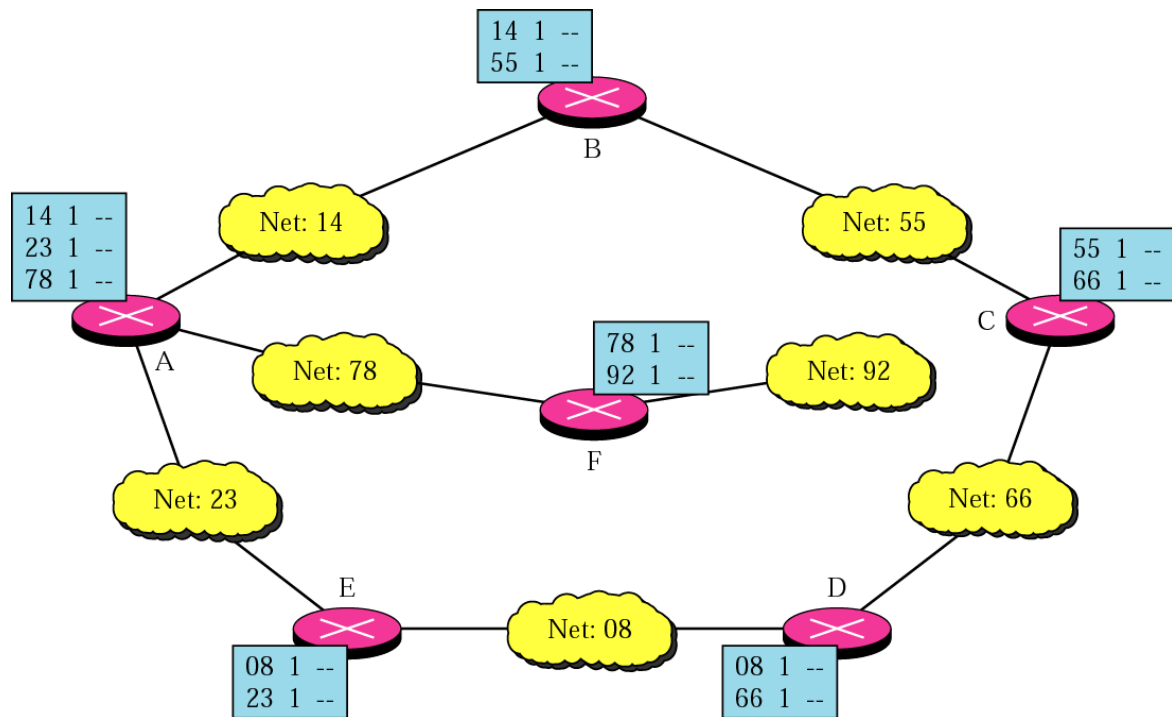 14 1 --
55 1 --
B
14 1 --
23 1 --
78 1 --
Net: 14
Net: 55
55 1 --
66 1 --
A
C
Net: 78
78 1 --
92 1 --
Net: 92
F
Net: 23
Net: 66
E
D
Net: 08
08 1 --
23 1 --
08 1 --
66 1 --